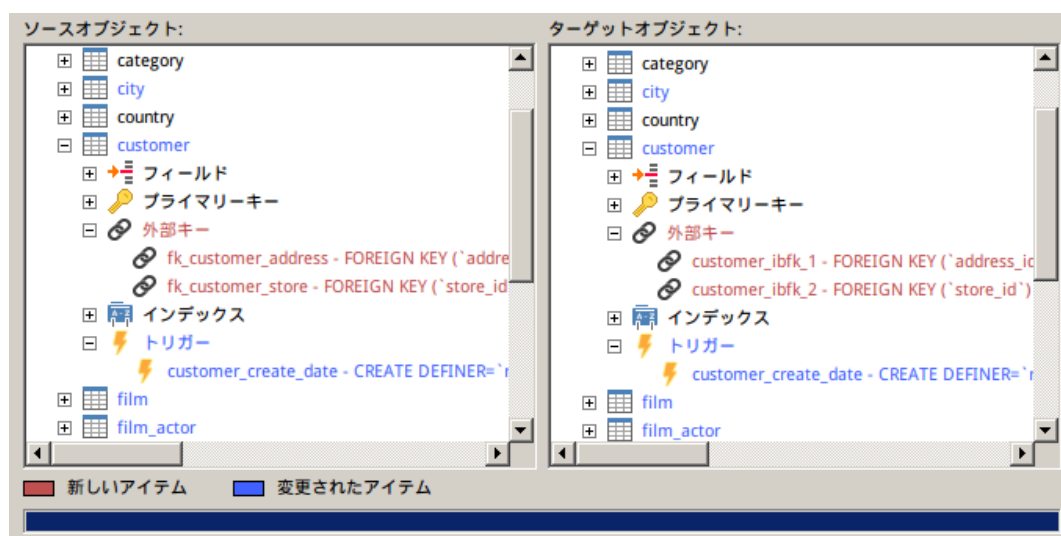 ソースオブジェクト:
category
city
country
customer
フィールド
プライマリーキー
外部キー
fk_customer_address - FOREIGN KEY (`addre
fk_customer_store - FOREIGN KEY (`store_id`
インデックス
トリガー
customer_create_date - CREATE DEFINER=`r
film
film_actor
ターゲットオブジェクト:
category
city
country
customer
フィールド
プライマリーキー
外部キー
customer_ibfk_1 - FOREIGN KEY (`address_id
customer_ibfk_2 - FOREIGN KEY (`store_id`)
インデックス
トリガー
customer_create_date - CREATE DEFINER=`r
film
film_actor
新しいアイテム
変更されたアイテム